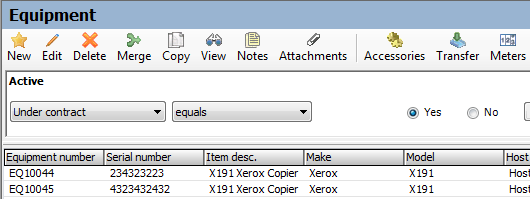 Equipment
New Edit Delete Merge Copy View Notes Attachments Accessories Transfer Meters
Active
Under contract equals Yes No
Equipment number Serial number Item desc. Make Model Host
EQ10044 234323223 X191 Xerox Copier Xerox X191 Host
EQ10045 4323432432 X191 Xerox Copier Xerox X191 Host